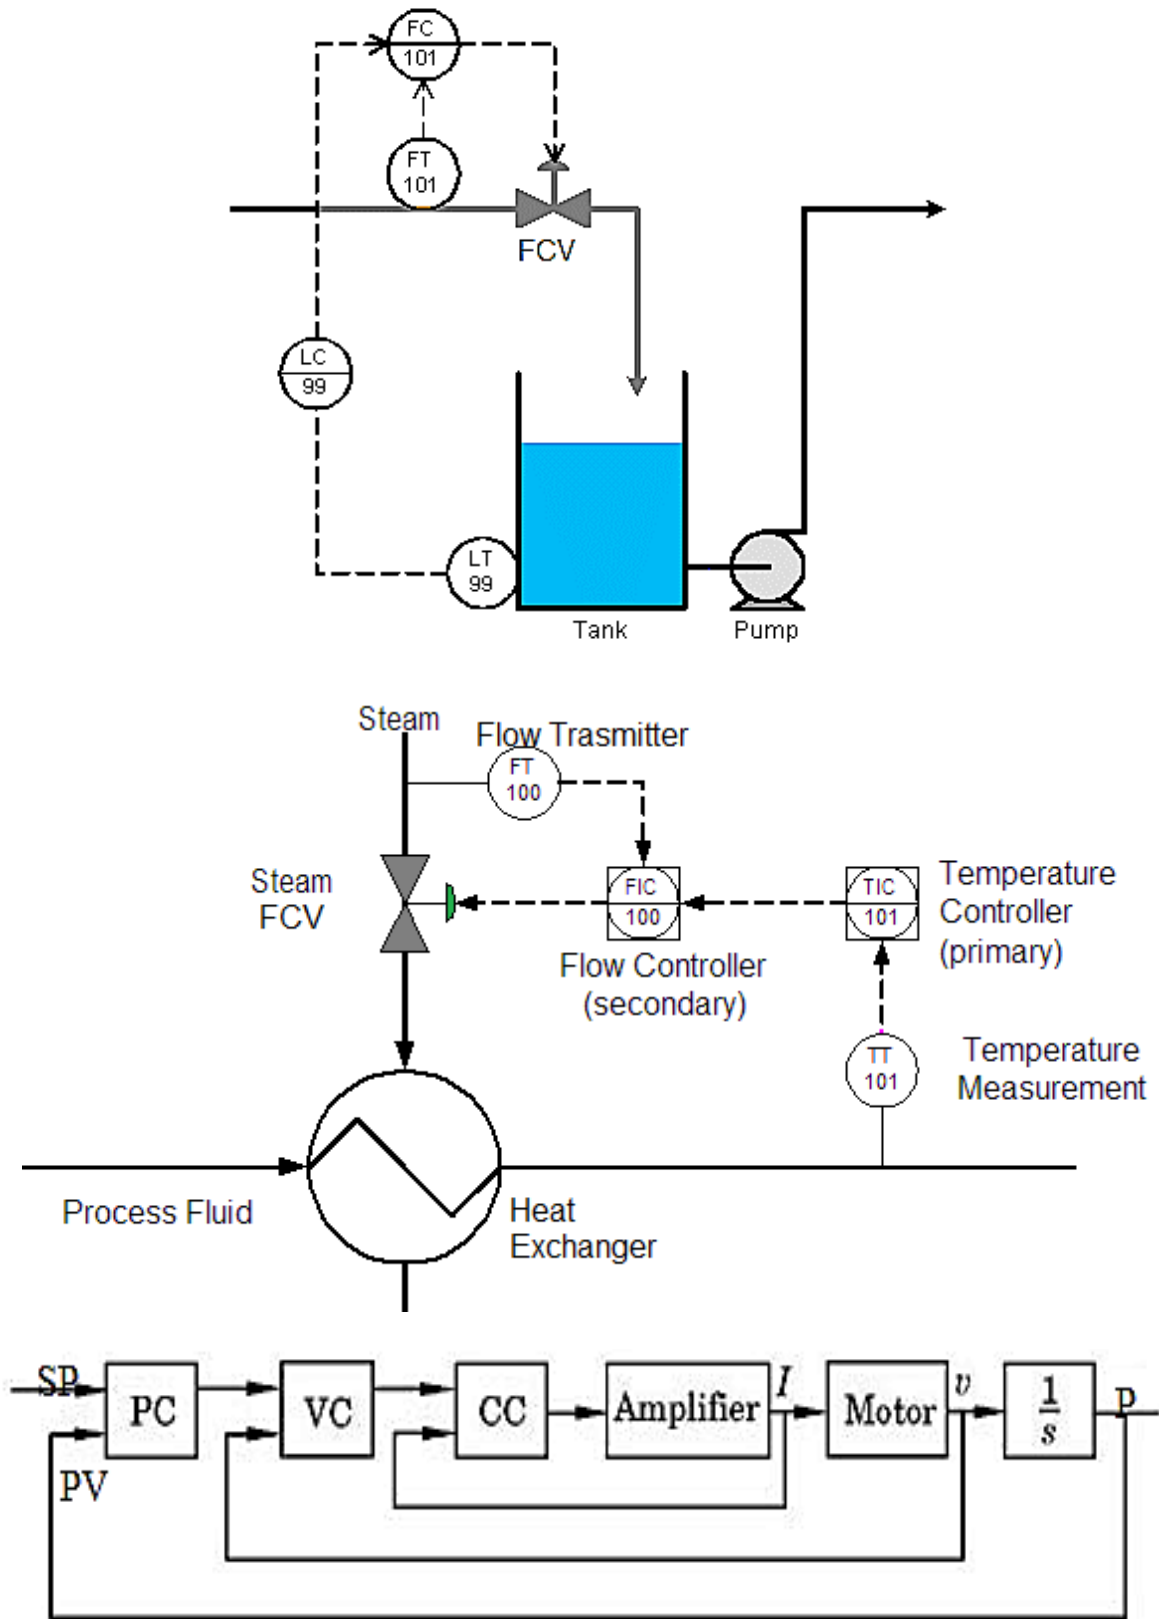 FC
101
FT
101
FCV
LC
99
LT
99
Tank
Pump
Steam
Flow Trasmitter
FT
100
Steam
FCV
FIC
100
TIC
101
Temperature
Controller
(primary)
Flow Controller
(secondary)
TT
101
Temperature
Measurement
Process Fluid
Heat
Exchanger
SP
PC
VC
CC
Amplifier
I
Motor
v
1
s
P
PV